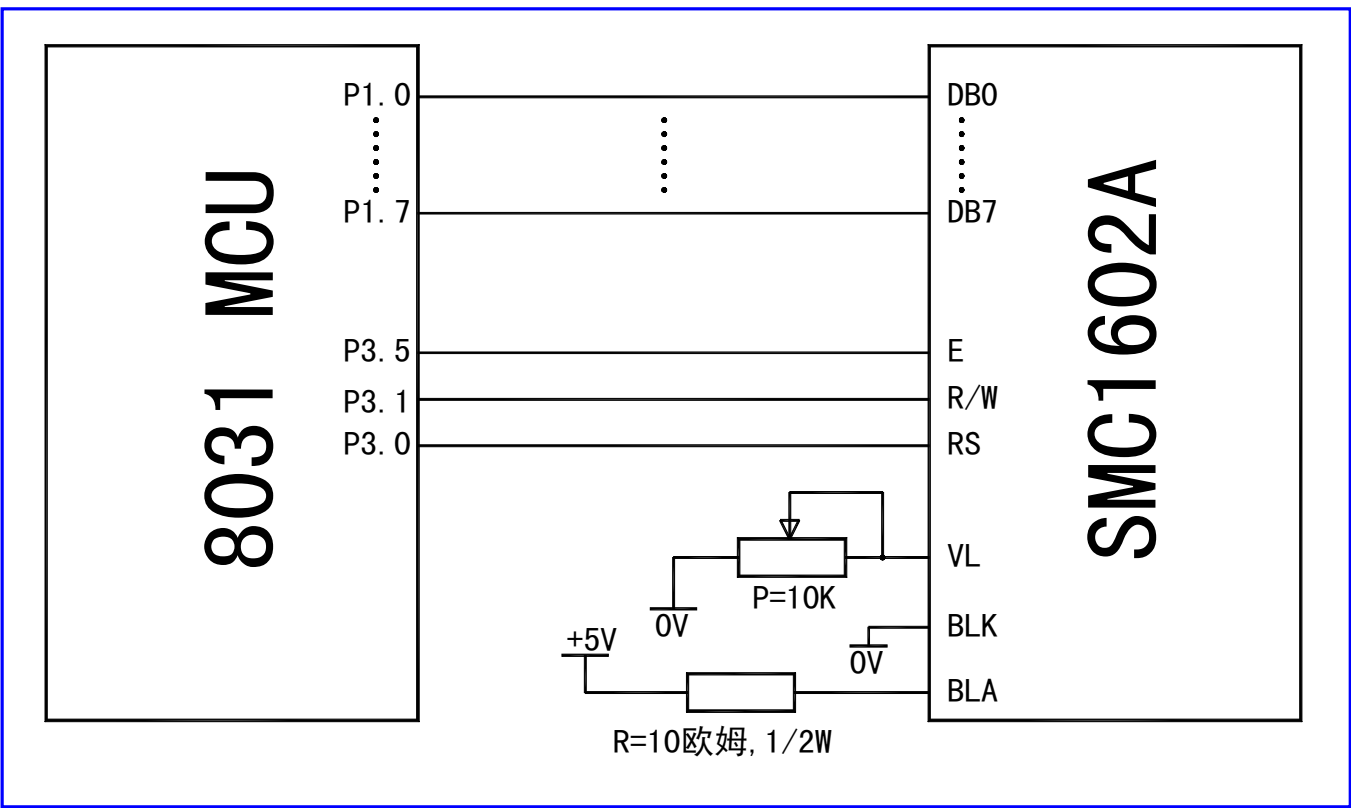 8031 MCU
P1.0
P1.7
P3.5
P3.1
P3.0
DB0
DB7
E
R/W
RS
VL
BLK
BLA
SMC1602A
P=10K
0V
0V
+5V
R=10欧姆,1/2W